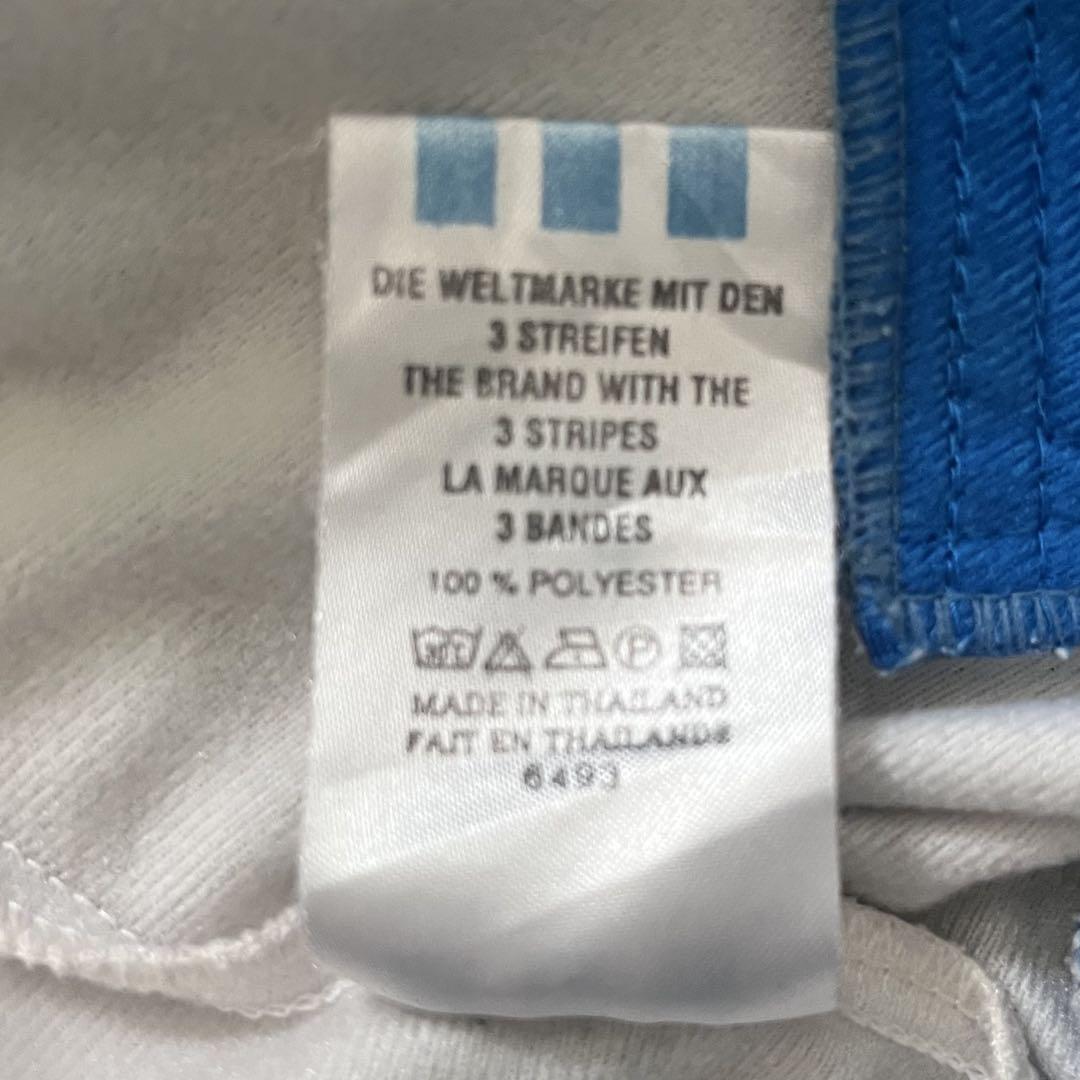 DIE WELTMARKE MIT DEN
3 STREIFEN
THE BRAND WITH THE
3 STRIPES
LA MARQUE AUX
3 BANDES
100 % POLYESTER
P
MADE IN THAILAND
FAIT EN THAILANDE
6493